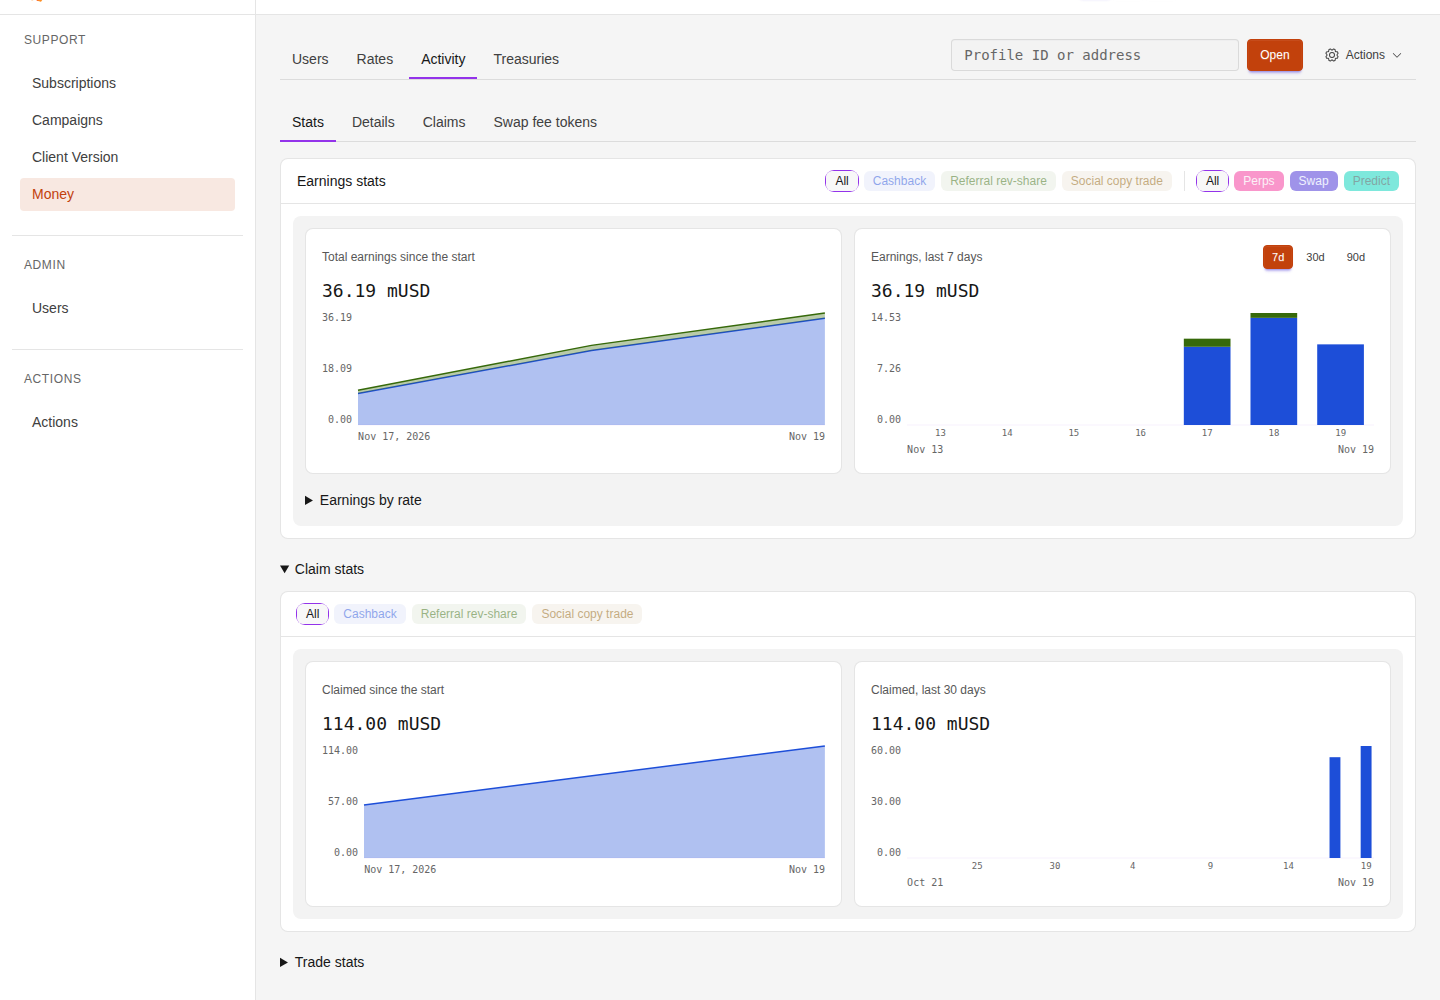 SUPPORT
Subscriptions
Campaigns
Client Version
Money
ADMIN
Users
ACTIONS
Actions
Users Rates Activity Treasuries
Profile ID or address
Open
Actions
Stats Details Claims Swap fee tokens
Earnings stats
All Cashback Referral rev-share Social copy trade
All Perps Swap Predict
Total earnings since the start
36.19 mUSD
36.19
18.09
0.00
Nov 17, 2026 Nov 19
Earnings, last 7 days
7d 30d 90d
36.19 mUSD
14.53
7.26
0.00
13 14 15 16 17 18 19
Nov 13 Nov 19
Earnings by rate
Claim stats
All Cashback Referral rev-share Social copy trade
Claimed since the start
114.00 mUSD
114.00
57.00
0.00
Nov 17, 2026 Nov 19
Claimed, last 30 days
114.00 mUSD
60.00
30.00
0.00
25 30 4 9 14 19
Oct 21 Nov 19
Trade stats